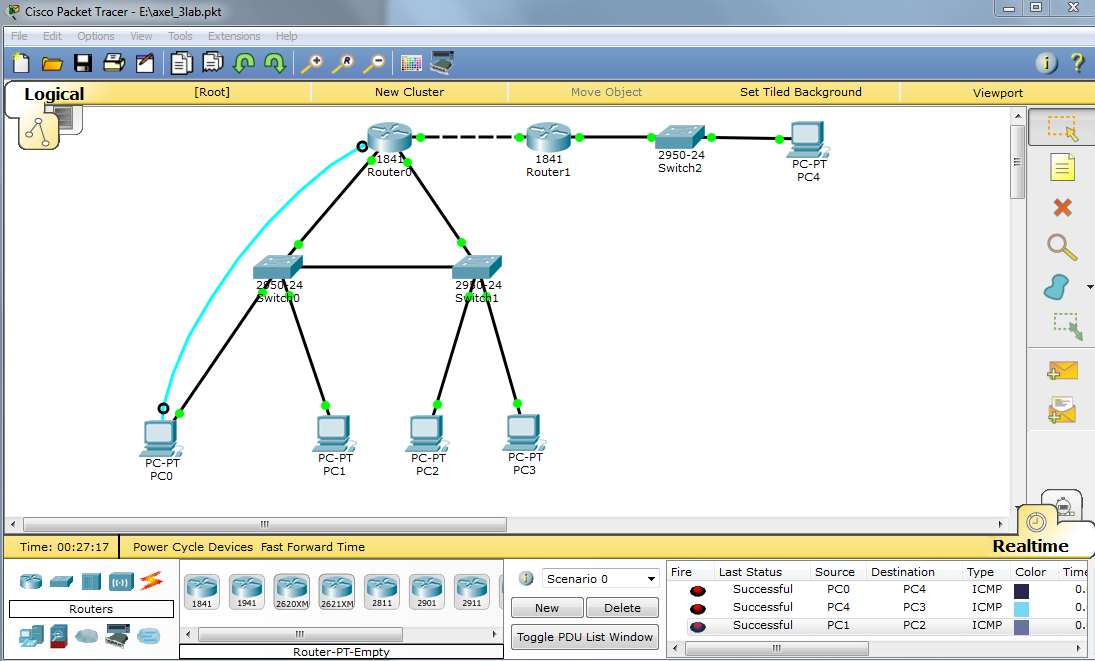 Cisco Packet Tracer - E:\axel_3lab.pkt
File Edit Options View Tools Extensions Help
Logical [Root] New Cluster Move Object Set Tiled Background Viewport
1841
Router0
1841
Router1
2950-24
Switch2
PC-PT
PC4
2950-24
Switch0
2950-24
Switch1
PC-PT
PC0
PC-PT
PC1
PC-PT
PC2
PC-PT
PC3
Time: 00:27:17 Power Cycle Devices Fast Forward Time
Realtime
Routers
1841 1941 2620XM 2621XM 2811 2901 2911
Router-PT-Empty
Scenario 0
New Delete
Toggle PDU List Window
Fire Last Status Source Destination Type Color Time
Successful PC0 PC4 ICMP 0.
Successful PC4 PC3 ICMP 0.
Successful PC1 PC2 ICMP 0.